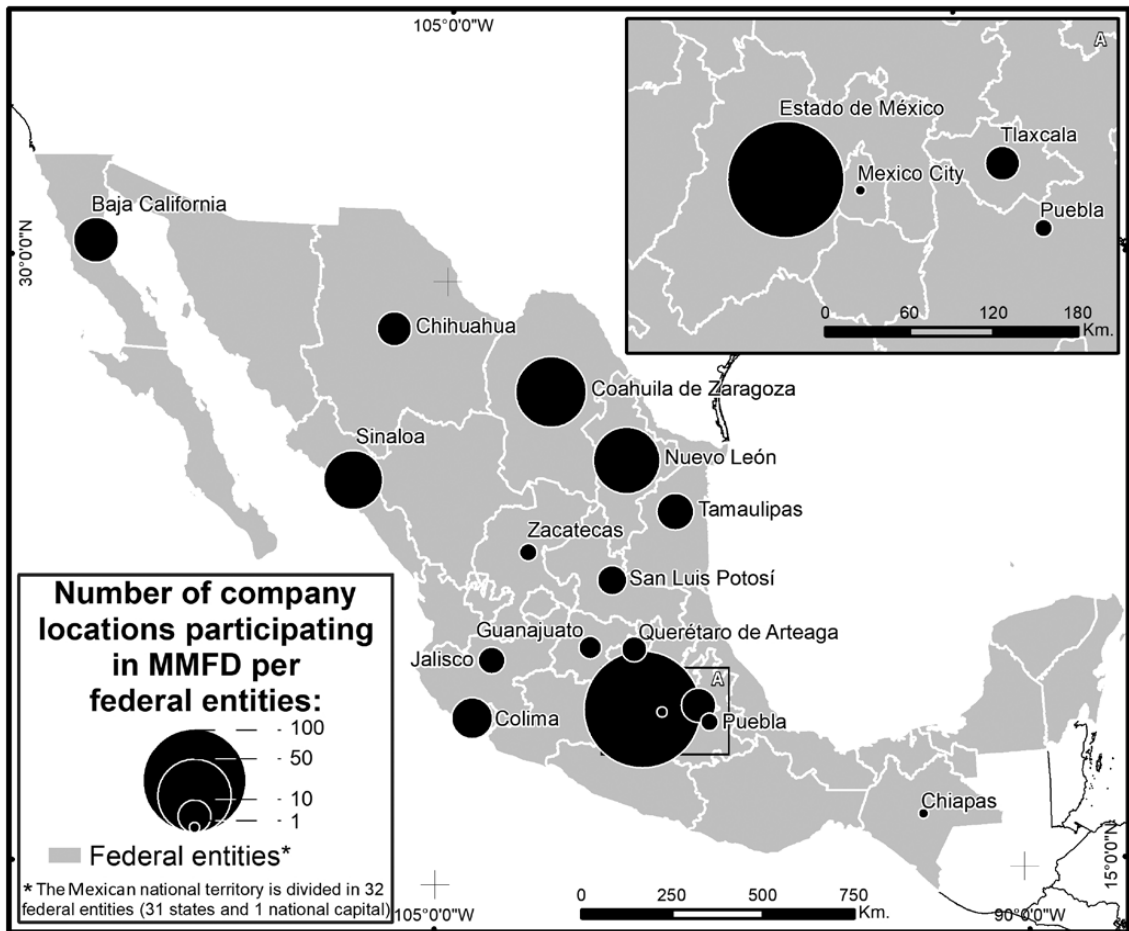 105°0'0"W
A
Estado de México
Tlaxcala
Mexico City
Puebla
0 60 120 180
Km.
Baja California
30°0'0"N
Chihuahua
Coahuila de Zaragoza
Sinaloa
Nuevo León
Tamaulipas
Zacatecas
San Luis Potosí
Guanajuato
Querétaro de Arteaga
Jalisco
A
Colima
Puebla
Chiapas
Number of company
locations participating
in MMFD per
federal entities:
100
50
10
1
Federal entities*
* The Mexican national territory is divided in 32
federal entities (31 states and 1 national capital)
15°0'0"N
0 250 500 750
Km.
105°0'0"W
90°0'0"W